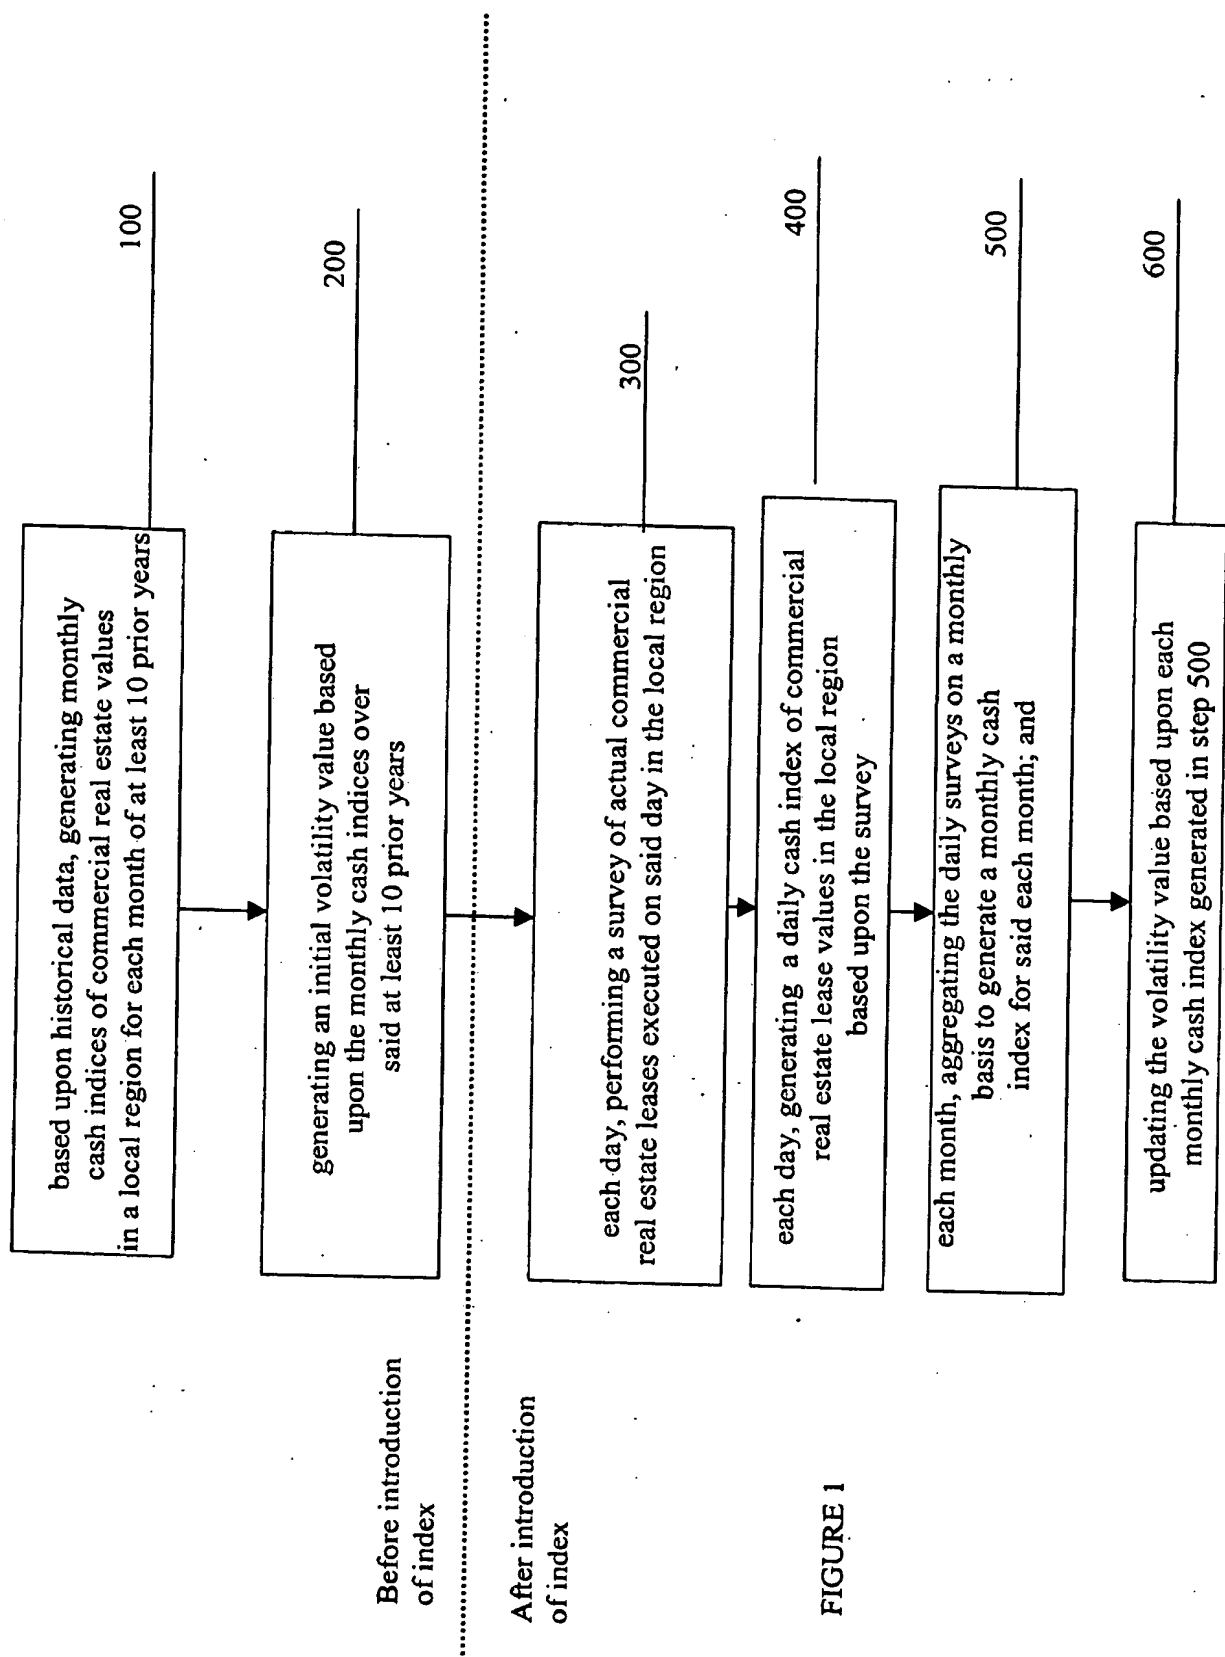 based upon historical data, generating monthly
cash indices of commercial real estate values
in a local region for each month of at least 10 prior years
100
generating an initial volatility value based
upon the monthly cash indices over
said at least 10 prior years
200
Before introduction
of index
After introduction
of index
each day, performing a survey of actual commercial
real estate leases executed on said day in the local region
300
each day, generating a daily cash index of commercial
real estate lease values in the local region
based upon the survey
400
each month, aggregating the daily surveys on a monthly
basis to generate a monthly cash
index for said each month; and
500
updating the volatility value based upon each
monthly cash index generated in step 500
600
FIGURE 1